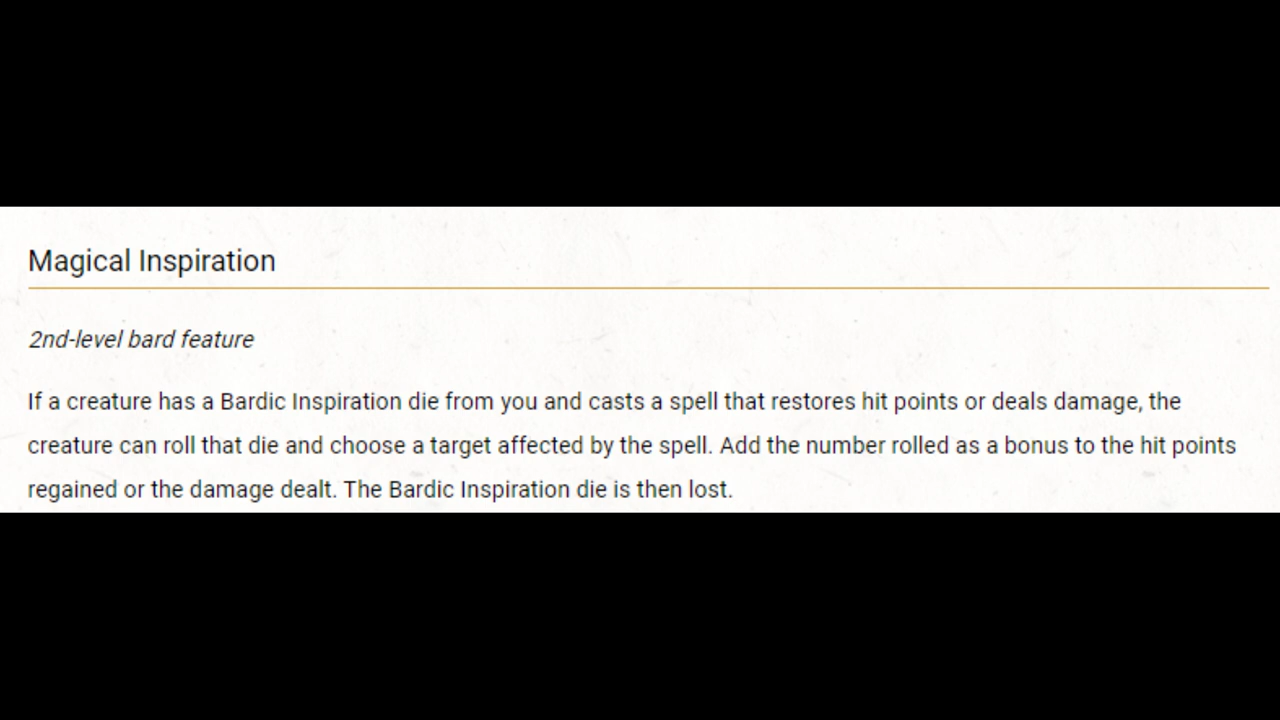 Magical Inspiration
2nd-level bard feature
If a creature has a Bardic Inspiration die from you and casts a spell that restores hit points or deals damage, the
creature can roll that die and choose a target affected by the spell. Add the number rolled as a bonus to the hit points
regained or the damage dealt. The Bardic Inspiration die is then lost.